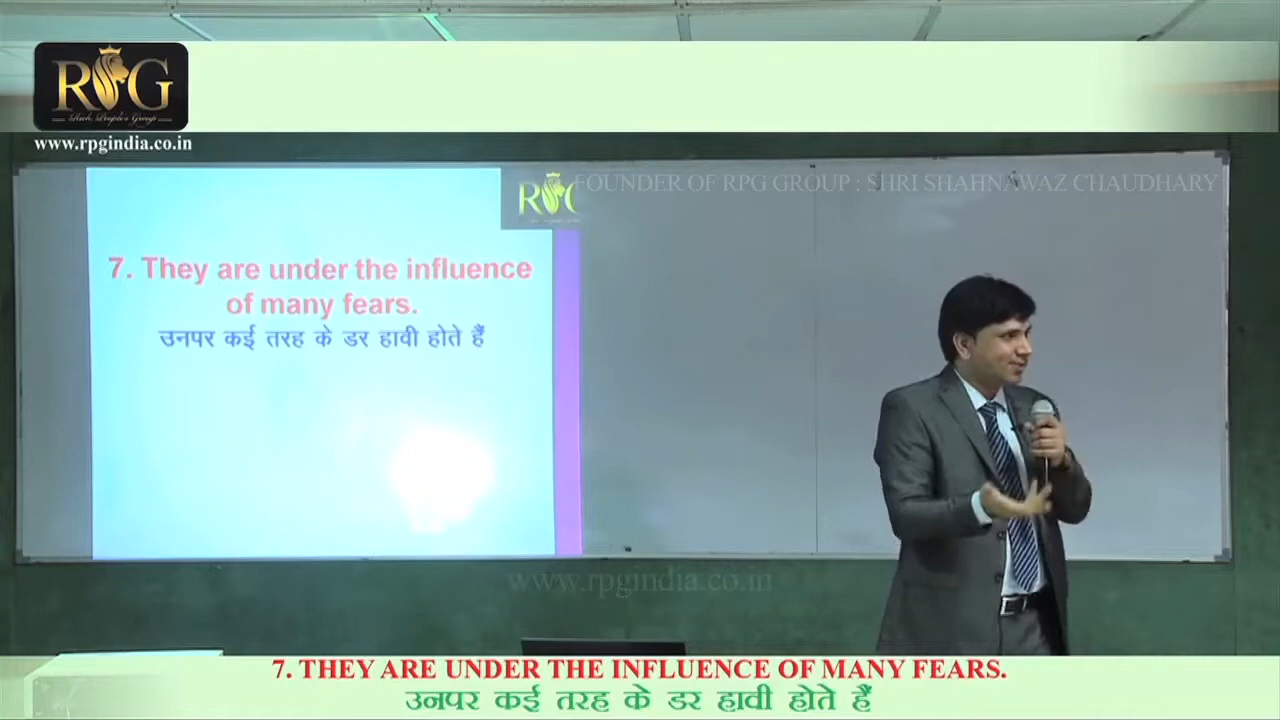 RPG
Rich People's Group
www.rpgindia.co.in
FOUNDER OF RPG GROUP : SHRI SHAHNAWAZ CHAUDHARY
7. They are under the influence
of many fears.
उनपर कई तरह के डर हावी होते हैं
www.rpgindia.co.in
7. THEY ARE UNDER THE INFLUENCE OF MANY FEARS.
उनपर कई तरह के डर हावी होते हैं